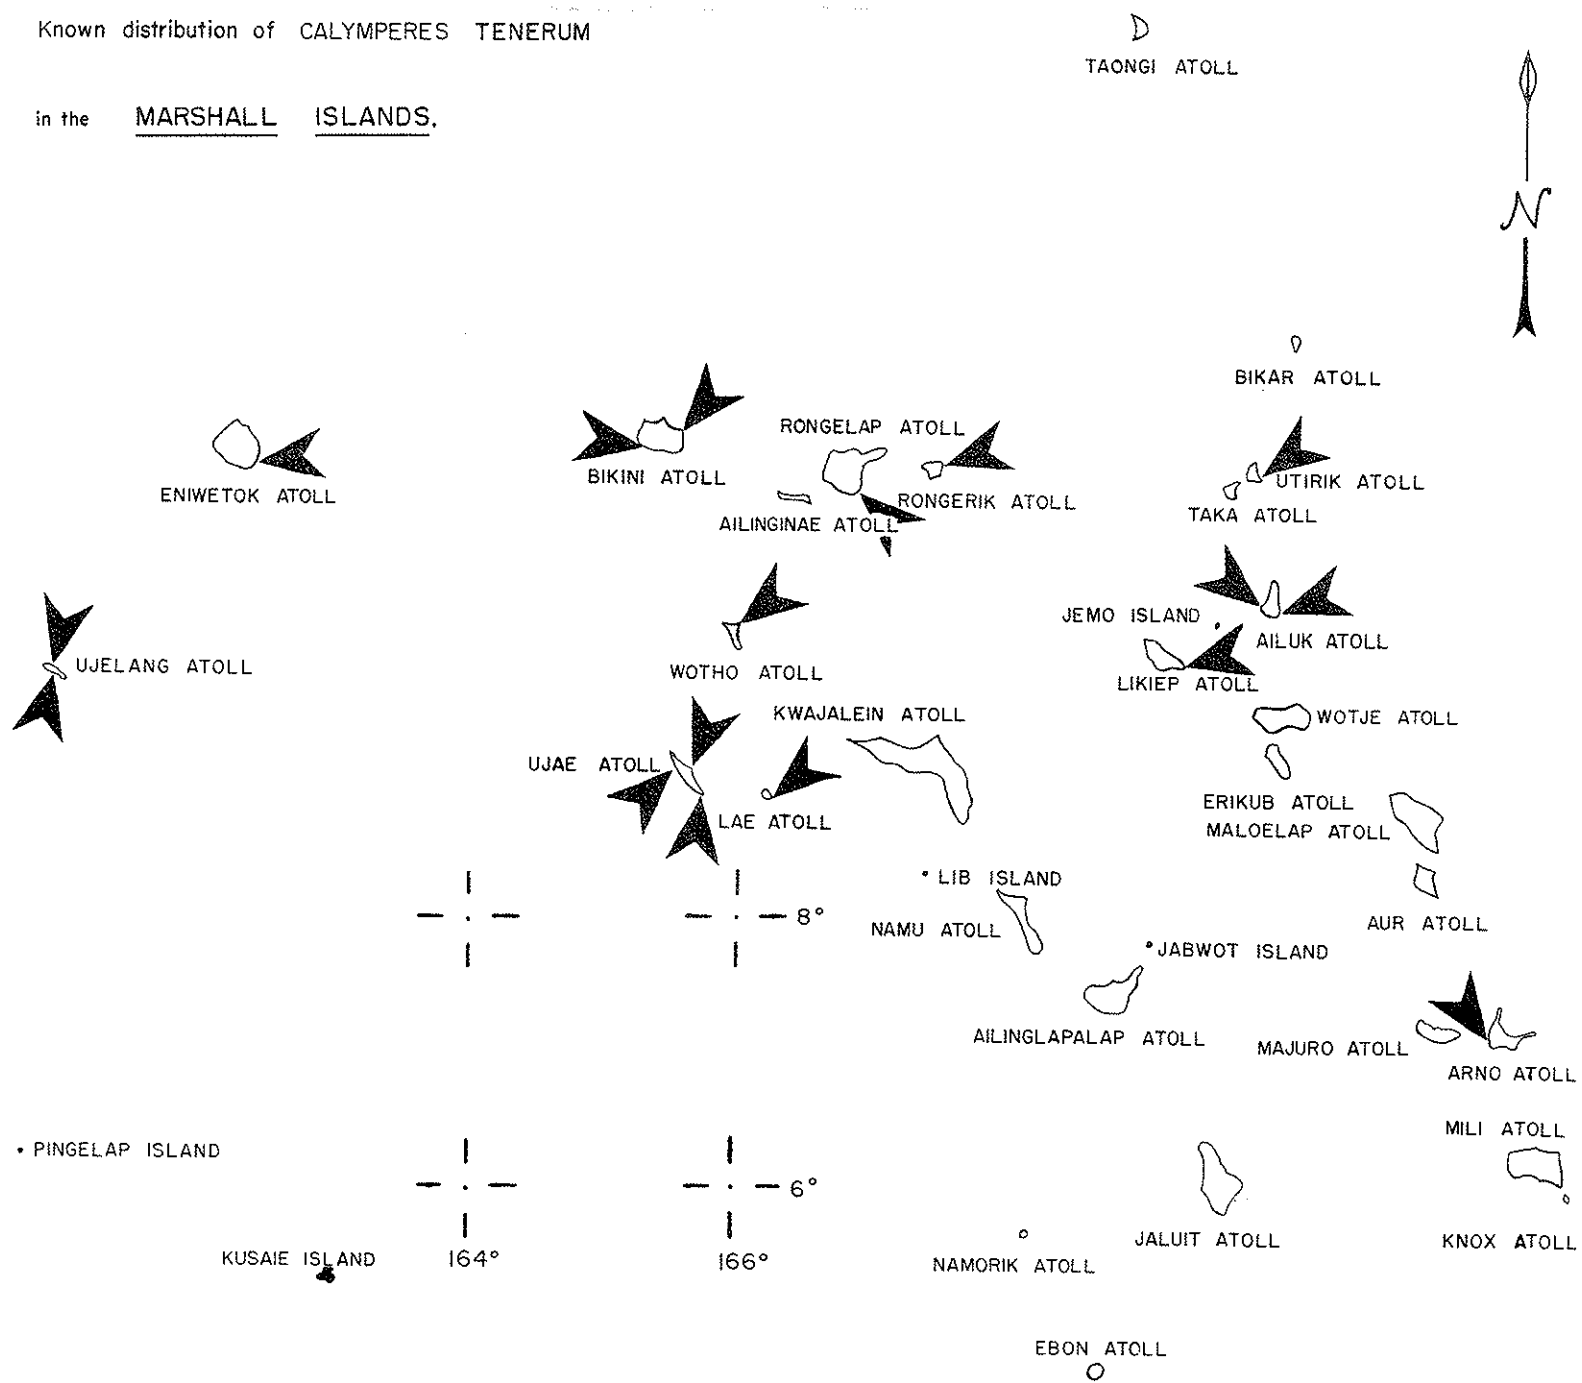 Known distribution of CALYMPERES TENERUM
in the MARSHALL ISLANDS.
TAONGI ATOLL
N
BIKAR ATOLL
RONGELAP ATOLL
BIKINI ATOLL
UTIRIK ATOLL
ENIWETOK ATOLL
RONGERIK ATOLL
TAKA ATOLL
AILINGINAE ATOLL
JEMO ISLAND
AILUK ATOLL
UJELANG ATOLL
WOTHO ATOLL
LIKIEP ATOLL
KWAJALEIN ATOLL
WOTJE ATOLL
UJAE ATOLL
ERIKUB ATOLL
LAE ATOLL
MALOELAP ATOLL
LIB ISLAND
8°
AUR ATOLL
NAMU ATOLL
JABWOT ISLAND
AILINGLAPALAP ATOLL
MAJURO ATOLL
ARNO ATOLL
MILI ATOLL
PINGELAP ISLAND
6°
JALUIT ATOLL
KNOX ATOLL
KUSAIE ISLAND
164°
166°
NAMORIK ATOLL
EBON ATOLL